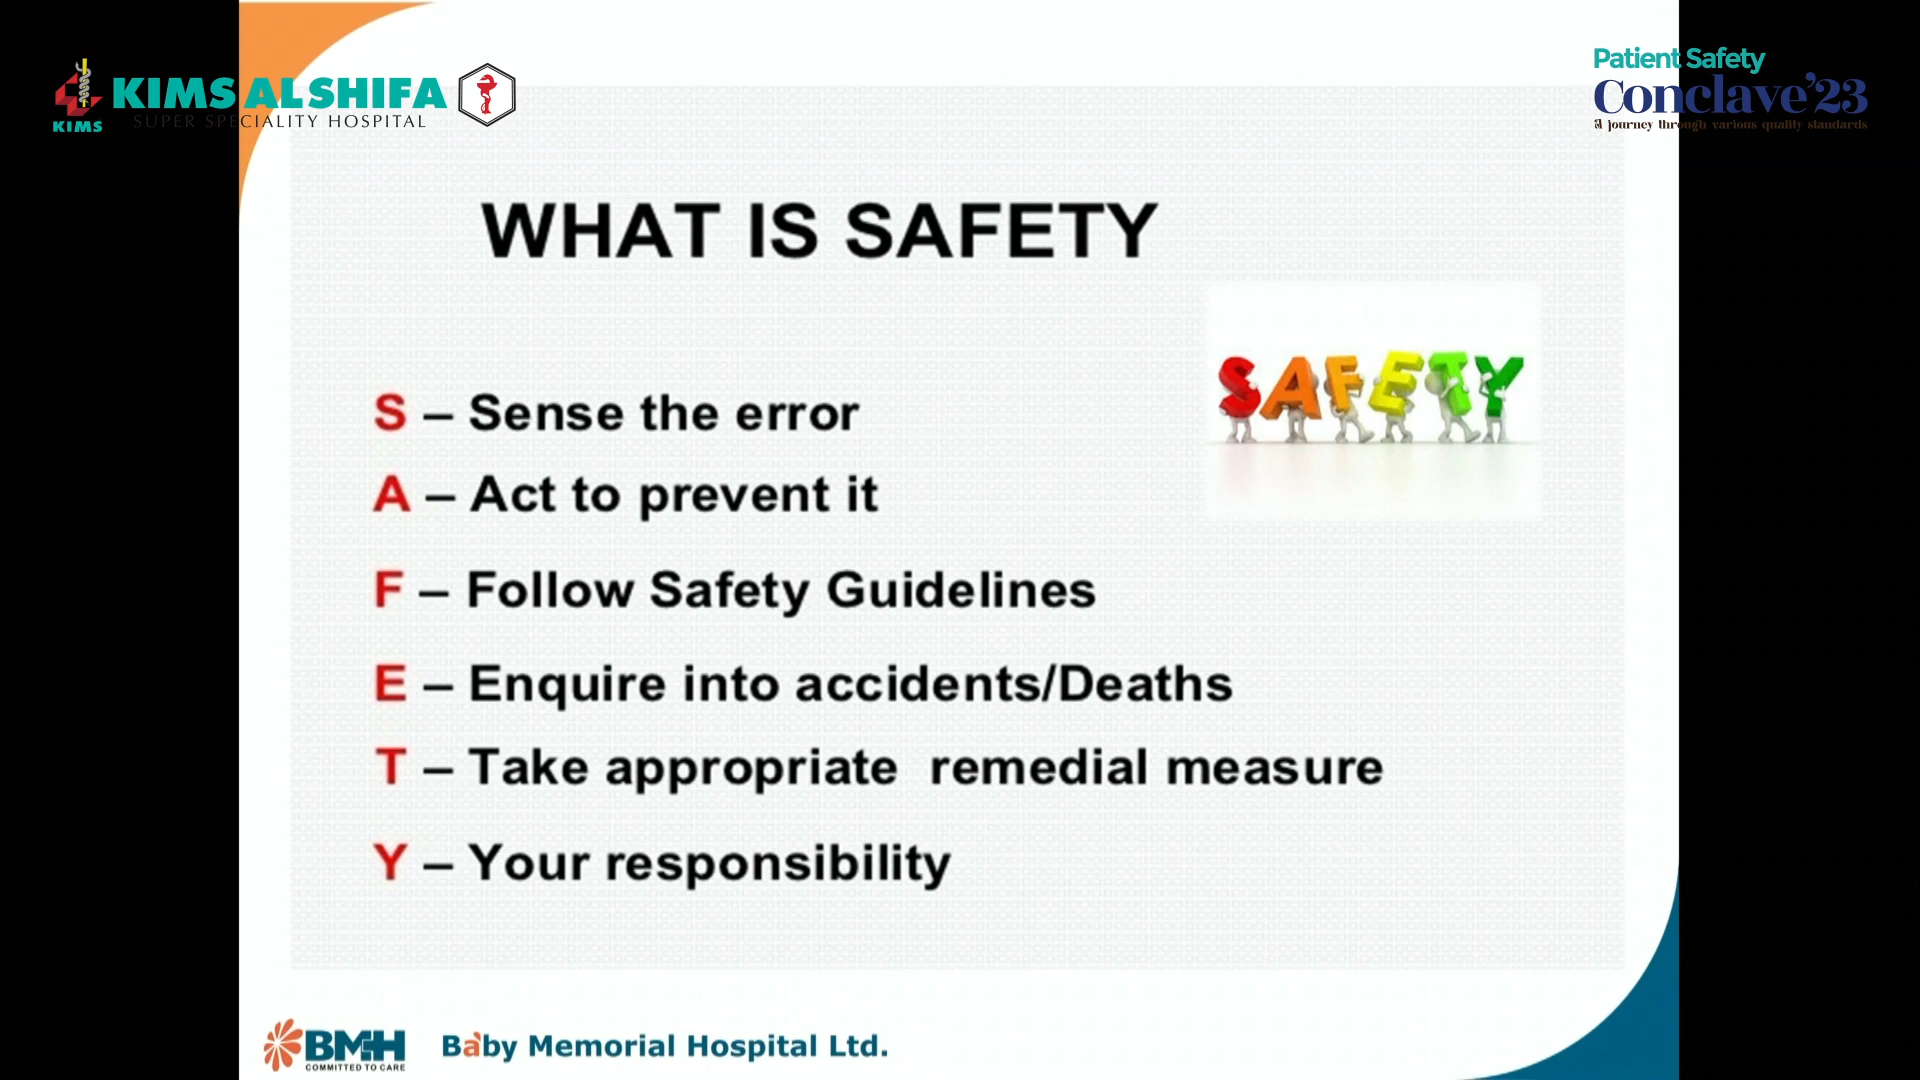 KIMS
KIMS ALSHIFA
SUPER SPECIALITY HOSPITAL
Patient Safety
Conclave'23
A journey through various quality standards
WHAT IS SAFETY
SAFETY
S – Sense the error
A – Act to prevent it
F – Follow Safety Guidelines
E – Enquire into accidents/Deaths
T – Take appropriate remedial measure
Y – Your responsibility
BMH
COMMITTED TO CARE
Baby Memorial Hospital Ltd.